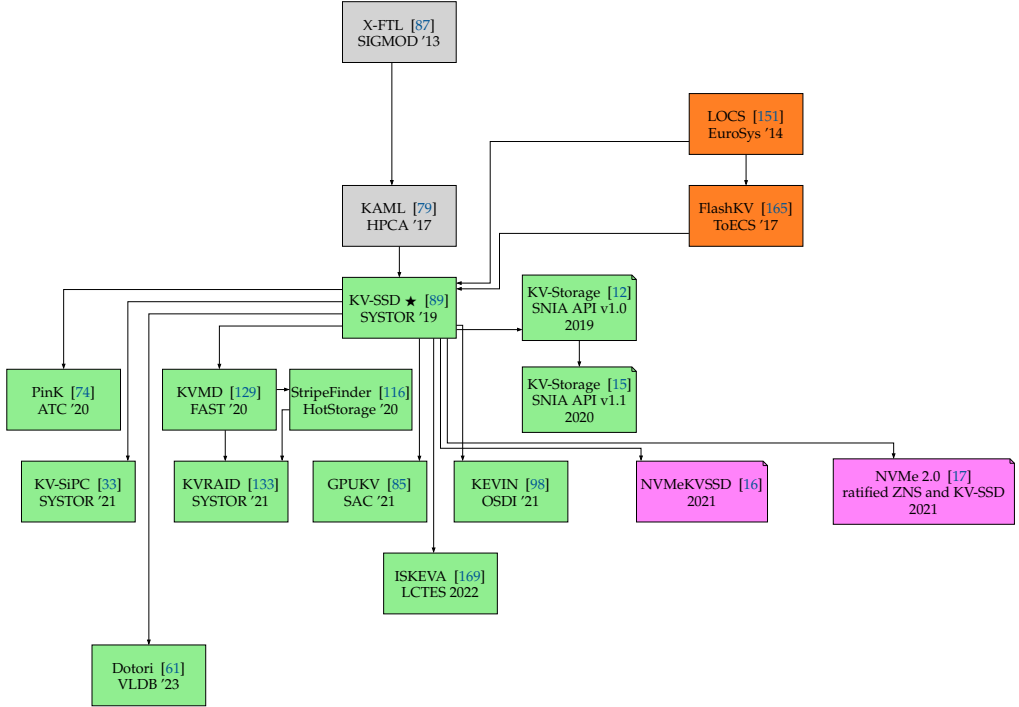 X-FTL [87]
SIGMOD ’13
LOCS [151]
EuroSys ’14
KAML [79]
HPCA ’17
FlashKV [165]
ToECS ’17
KV-SSD ★ [89]
SYSTOR ’19
KV-Storage [12]
SNIA API v1.0
2019
PinK [74]
ATC ’20
KVMD [129]
FAST ’20
StripeFinder [116]
HotStorage ’20
KV-Storage [15]
SNIA API v1.1
2020
KV-SiPC [33]
SYSTOR ’21
KVRAID [133]
SYSTOR ’21
GPUKV [85]
SAC ’21
KEVIN [98]
OSDI ’21
NVMeKVSSD [16]
2021
NVMe 2.0 [17]
ratified ZNS and KV-SSD
2021
ISKEVA [169]
LCTES 2022
Dotori [61]
VLDB ’23